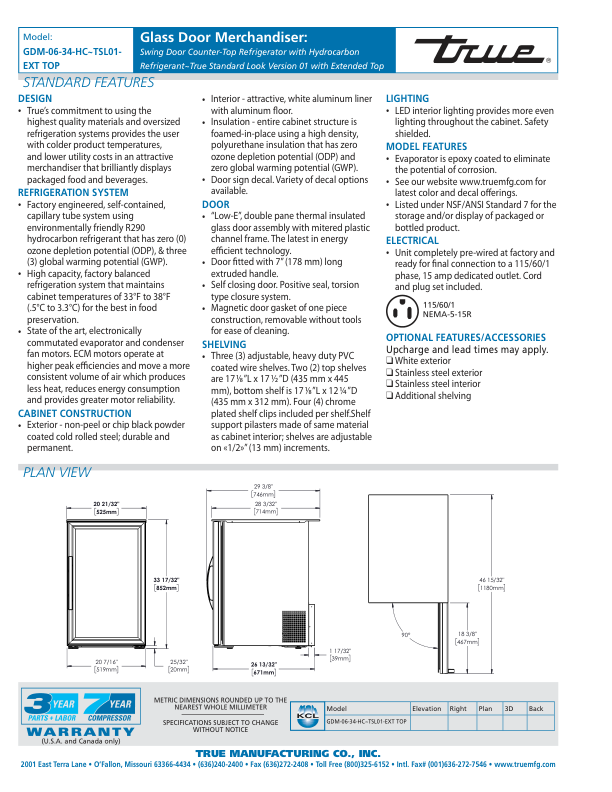 Model:
GDM-06-34-HC~TSL01-
EXT TOP
Glass Door Merchandiser:
Swing Door Counter-Top Refrigerator with Hydrocarbon
Refrigerant~True Standard Look Version 01 with Extended Top
true®
STANDARD FEATURES
DESIGN
• True's commitment to using the
highest quality materials and oversized
refrigeration systems provides the user
with colder product temperatures,
and lower utility costs in an attractive
merchandiser that brilliantly displays
packaged food and beverages.
REFRIGERATION SYSTEM
• Factory engineered, self-contained,
capillary tube system using
environmentally friendly R290
hydrocarbon refrigerant that has zero (0)
ozone depletion potential (ODP), & three
(3) global warming potential (GWP).
• High capacity, factory balanced
refrigeration system that maintains
cabinet temperatures of 33°F to 38°F
(.5°C to 3.3°C) for the best in food
preservation.
• State of the art, electronically
commutated evaporator and condenser
fan motors. ECM motors operate at
higher peak efficiencies and move a more
consistent volume of air which produces
less heat, reduces energy consumption
and provides greater motor reliability.
CABINET CONSTRUCTION
• Exterior - non-peel or chip black powder
coated cold rolled steel; durable and
permanent.
• Interior - attractive, white aluminum liner
with aluminum floor.
• Insulation - entire cabinet structure is
foamed-in-place using a high density,
polyurethane insulation that has zero
ozone depletion potential (ODP) and
zero global warming potential (GWP).
• Door sign decal. Variety of decal options
available.
DOOR
• "Low-E", double pane thermal insulated
glass door assembly with mitered plastic
channel frame. The latest in energy
efficient technology.
• Door fitted with 7" (178 mm) long
extruded handle.
• Self closing door. Positive seal, torsion
type closure system.
• Magnetic door gasket of one piece
construction, removable without tools
for ease of cleaning.
SHELVING
• Three (3) adjustable, heavy duty PVC
coated wire shelves. Two (2) top shelves
are 17 ⅛" L x 17 ½" D (435 mm x 445
mm), bottom shelf is 17 ⅛" L x 12 ¼" D
(435 mm x 312 mm). Four (4) chrome
plated shelf clips included per shelf.Shelf
support pilasters made of same material
as cabinet interior; shelves are adjustable
on «1/2»" (13 mm) increments.
LIGHTING
• LED interior lighting provides more even
lighting throughout the cabinet. Safety
shielded.
MODEL FEATURES
• Evaporator is epoxy coated to eliminate
the potential of corrosion.
• See our website www.truemfg.com for
latest color and decal offerings.
• Listed under NSF/ANSI Standard 7 for the
storage and/or display of packaged or
bottled product.
ELECTRICAL
• Unit completely pre-wired at factory and
ready for final connection to a 115/60/1
phase, 15 amp dedicated outlet. Cord
and plug set included.
115/60/1
NEMA-5-15R
OPTIONAL FEATURES/ACCESSORIES
Upcharge and lead times may apply.
❑ White exterior
❑ Stainless steel exterior
❑ Stainless steel interior
❑ Additional shelving
PLAN VIEW
20 21/32"
[525mm]
33 17/32"
[852mm]
20 7/16"
[519mm]
25/32"
[20mm]
29 3/8"
[746mm]
28 3/32"
[714mm]
1 17/32"
[39mm]
26 13/32"
[671mm]
46 15/32"
[1180mm]
90°
18 3/8"
[467mm]
3 YEAR
PARTS + LABOR
7 YEAR
COMPRESSOR
WARRANTY
(U.S.A. and Canada only)
METRIC DIMENSIONS ROUNDED UP TO THE
NEAREST WHOLE MILLIMETER
SPECIFICATIONS SUBJECT TO CHANGE
WITHOUT NOTICE
KCL
Model Elevation Right Plan 3D Back
GDM-06-34-HC~TSL01-EXT TOP
TRUE MANUFACTURING CO., INC.
2001 East Terra Lane • O'Fallon, Missouri 63366-4434 • (636)240-2400 • Fax (636)272-2408 • Toll Free (800)325-6152 • Intl. Fax# (001)636-272-7546 • www.truemfg.com